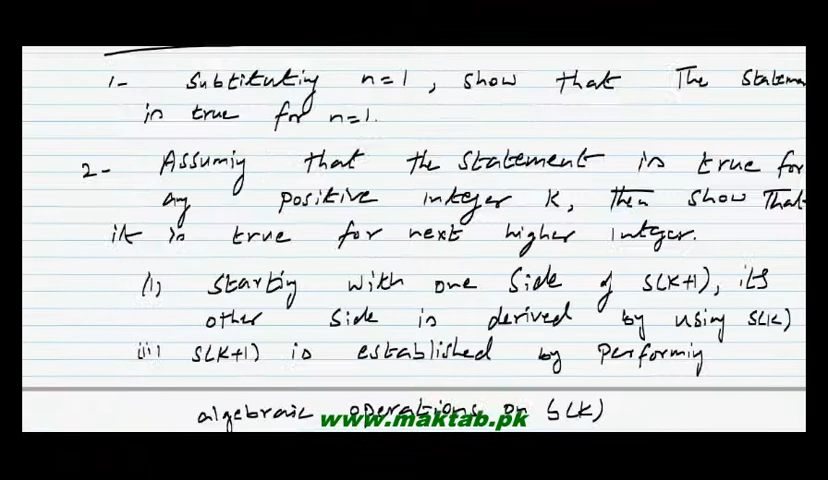 1- Substituting n=1, show that The Statem
is true for n=1.
2- Assuming that the statement is true for
any positive integer K, Then show That
it is true for next higher integer.
(i) Starting with one Side of S(K+1), its
other side is derived by using S(K)
(ii) S(K+1) is established by Performing
algebraic operations on S(K)
www.maktab.pk